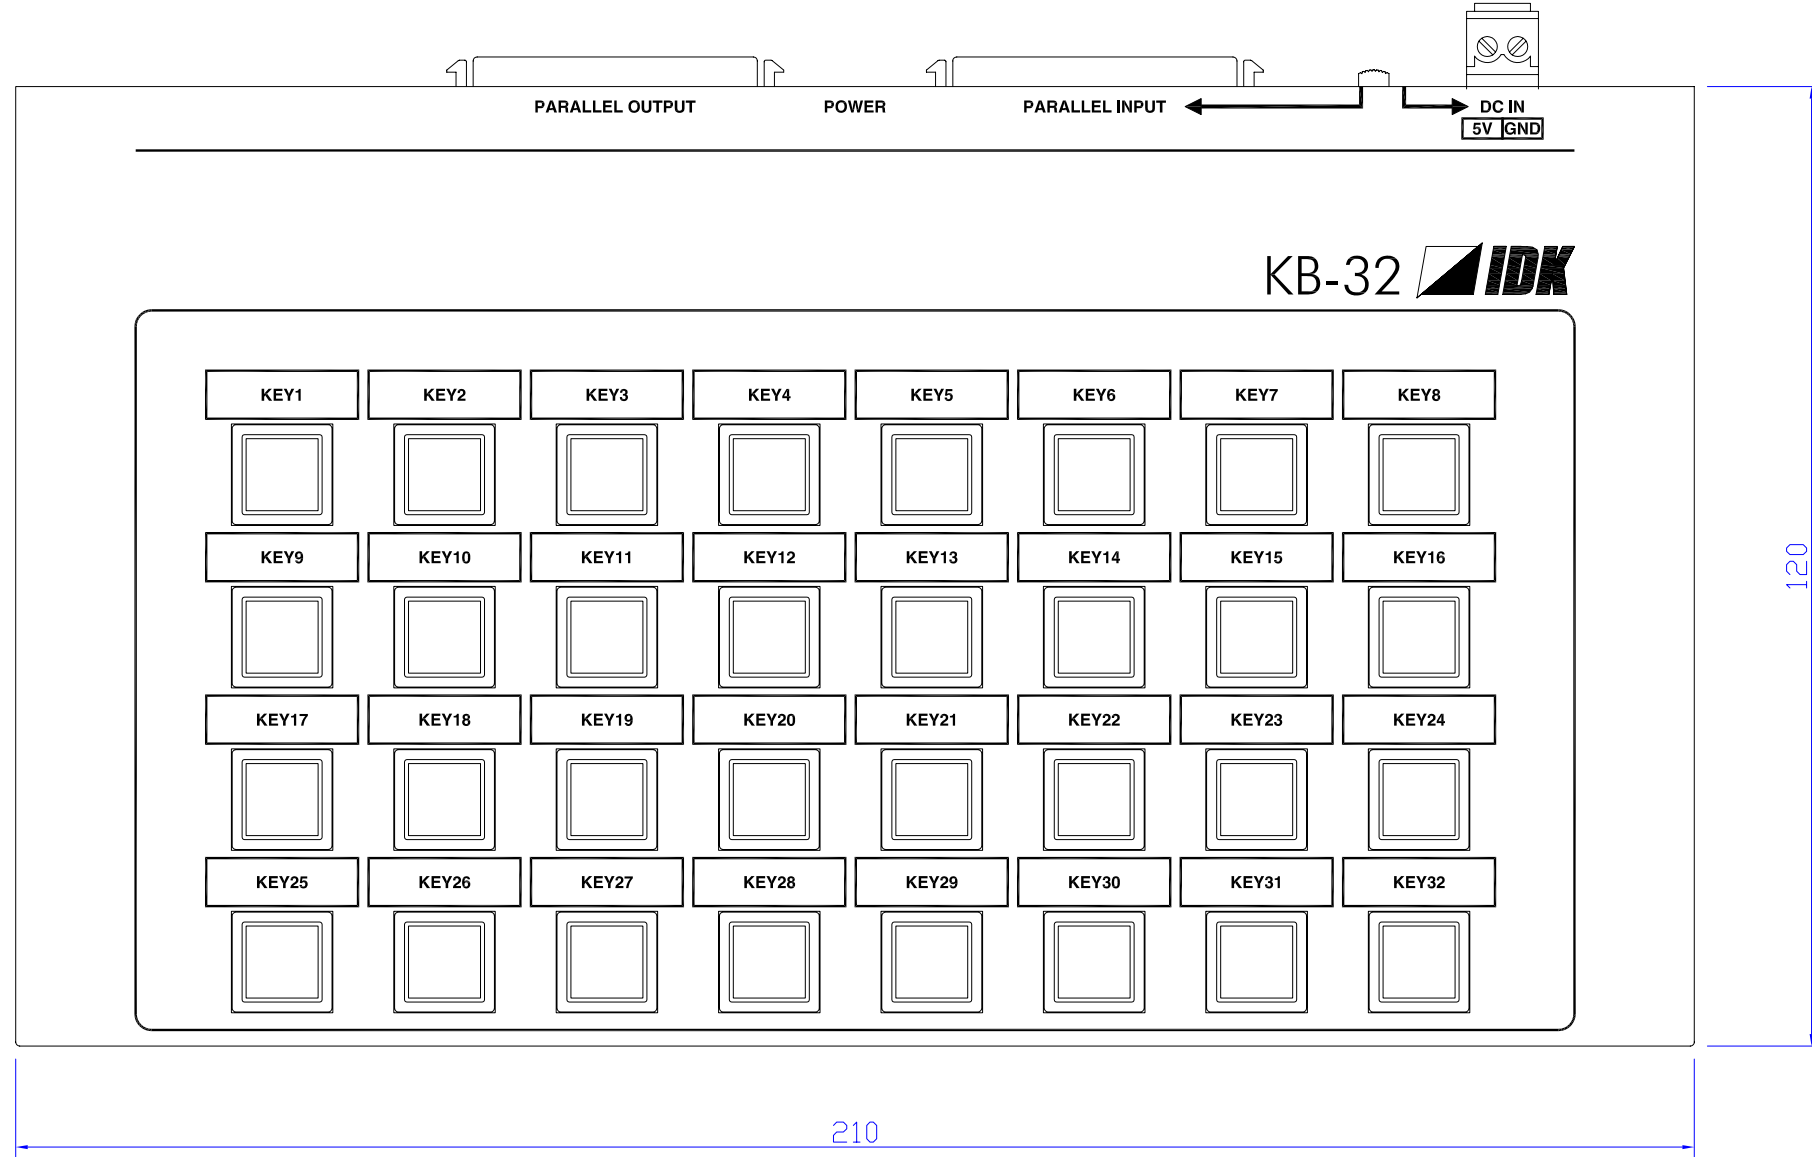 PARALLEL OUTPUT POWER PARALLEL INPUT DC IN
5V GND
KB-32 IDK
KEY1 KEY2 KEY3 KEY4 KEY5 KEY6 KEY7 KEY8
KEY9 KEY10 KEY11 KEY12 KEY13 KEY14 KEY15 KEY16
KEY17 KEY18 KEY19 KEY20 KEY21 KEY22 KEY23 KEY24
KEY25 KEY26 KEY27 KEY28 KEY29 KEY30 KEY31 KEY32
120
210